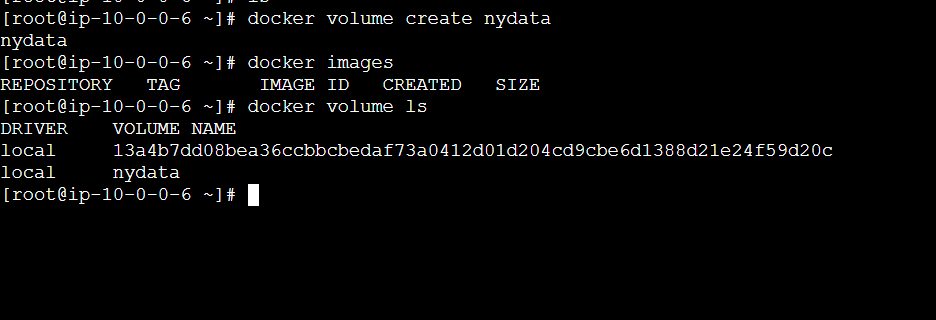 [root@ip-10-0-0-6 ~]# docker volume create nydata
nydata
[root@ip-10-0-0-6 ~]# docker images
REPOSITORY   TAG       IMAGE ID   CREATED   SIZE
[root@ip-10-0-0-6 ~]# docker volume ls
DRIVER    VOLUME NAME
local     13a4b7dd08bea36ccbbcbedaf73a0412d01d204cd9cbe6d1388d21e24f59d20c
local     nydata
[root@ip-10-0-0-6 ~]#